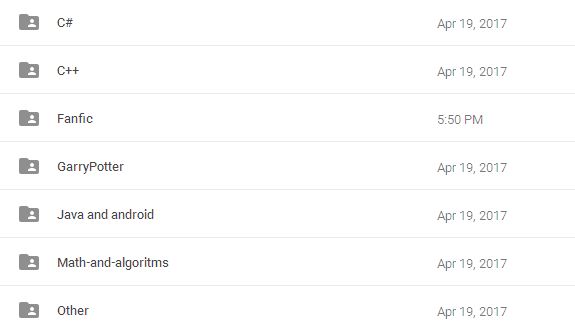 C# Apr 19, 2017
C++ Apr 19, 2017
Fanfic 5:50 PM
GarryPotter Apr 19, 2017
Java and android Apr 19, 2017
Math-and-algoritms Apr 19, 2017
Other Apr 19, 2017